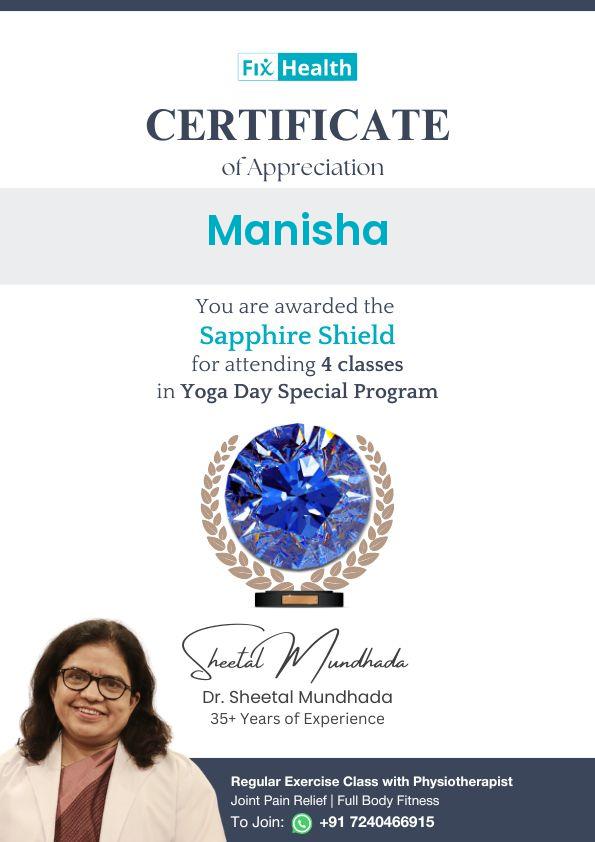 Fix Health
CERTIFICATE
of Appreciation
Manisha
You are awarded the
Sapphire Shield
for attending 4 classes
in Yoga Day Special Program
Sheetal Mundhada
Dr. Sheetal Mundhada
35+ Years of Experience
Regular Exercise Class with Physiotherapist
Joint Pain Relief | Full Body Fitness
To Join: +91 7240466915